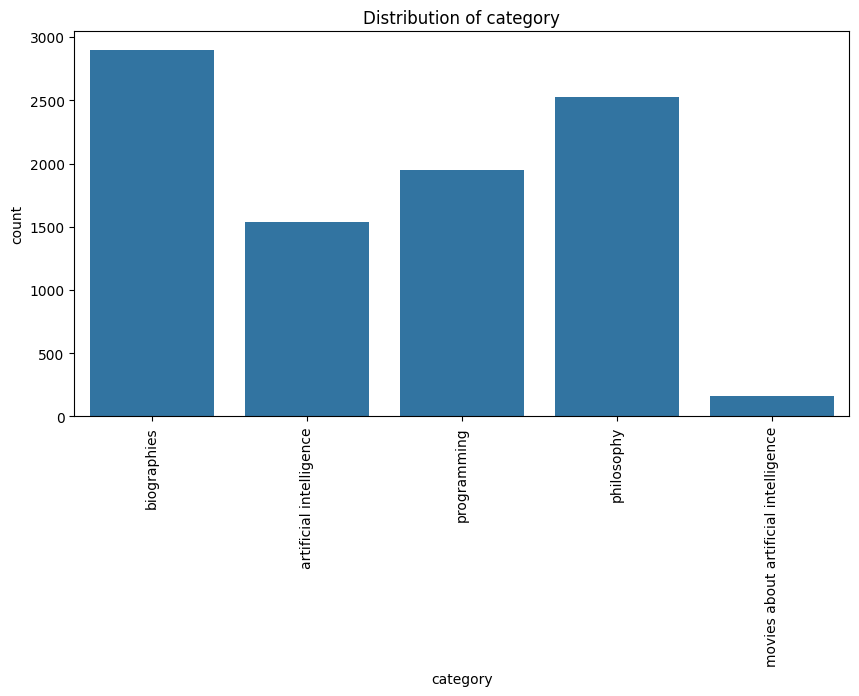 Distribution of category
3000
2500
2000
1500
1000
500
0
count
biographies
artificial intelligence
programming
philosophy
movies about artificial intelligence
category